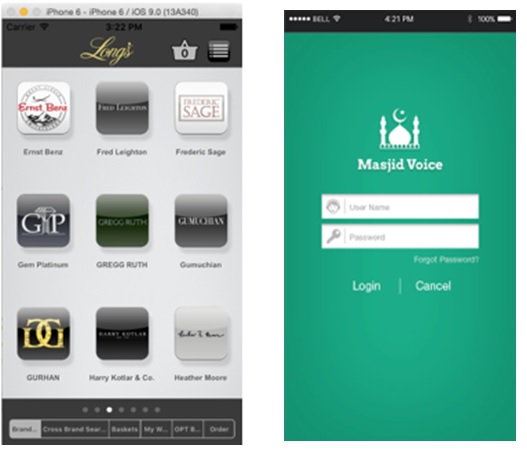 iPhone 6 - iPhone 6 / iOS 9.0 (13A340)
Carrier
3:22 PM
Long's
0
Ernst Benz
FRED LEIGHTON
FREDERIC
SAGE
Ernst Benz
Fred Leighton
Frederic Sage
GP
GREGG RUTH
GUMUCHIAN
Gem Platinum
GREGG RUTH
Gumuchian
GG
HARRY KOTLAR
GURHAN
Harry Kotlar & Co.
Heather Moore
Brand...
Cross Brand Sear...
Baskets
My W...
OPT B...
Order
BELL
4:21 PM
100%
Masjid Voice
User Name
Password
Forgot Password?
Login
Cancel